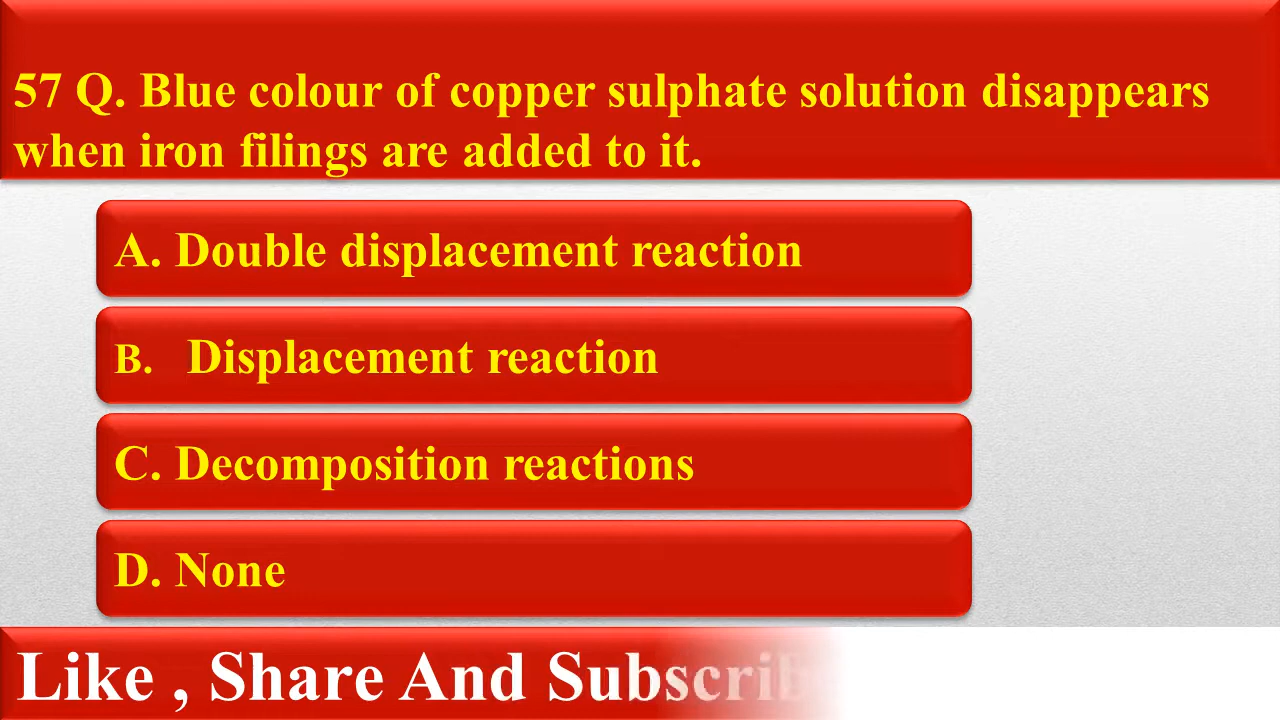 57 Q. Blue colour of copper sulphate solution disappears
when iron filings are added to it.
A. Double displacement reaction
B. Displacement reaction
C. Decomposition reactions
D. None
Like , Share And Subscrib